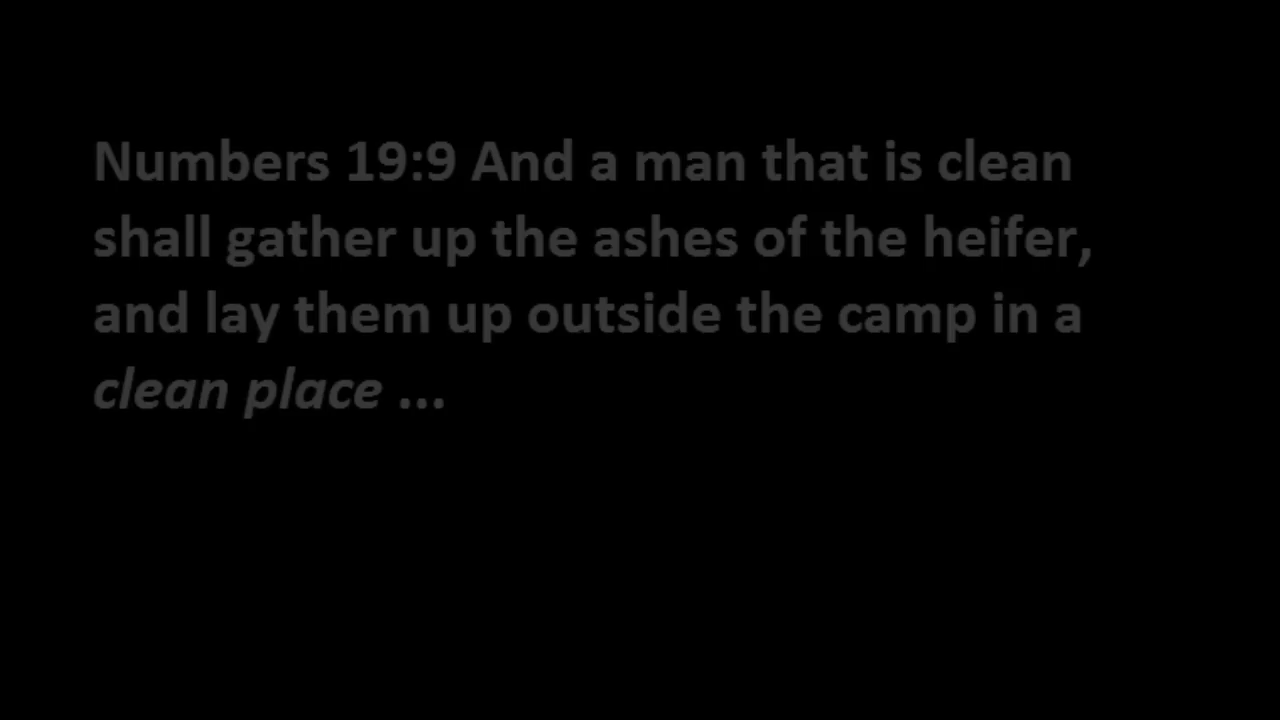 Numbers 19:9 And a man that is clean
shall gather up the ashes of the heifer,
and lay them up outside the camp in a
clean place ...